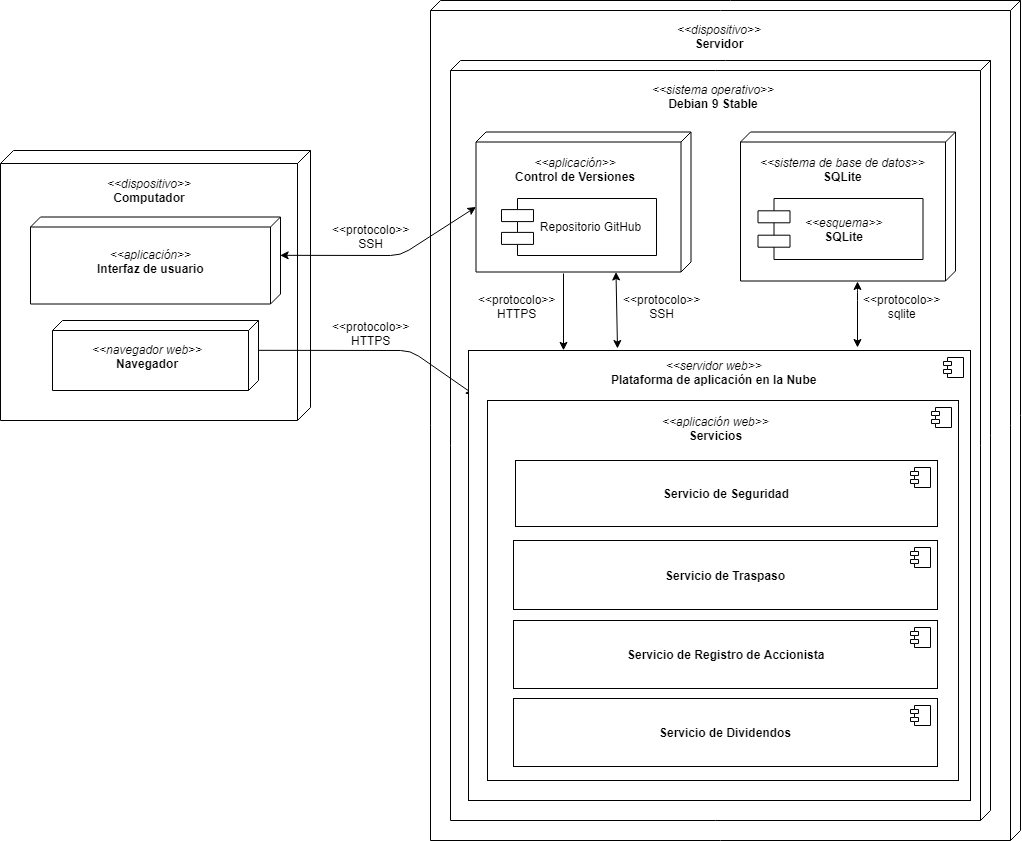 <<dispositivo>>
Servidor
<<sistema operativo>>
Debian 9 Stable
<<aplicación>>
Control de Versiones
Repositorio GitHub
<<sistema de base de datos>>
SQLite
<<esquema>>
SQLite
<<dispositivo>>
Computador
<<aplicación>>
Interfaz de usuario
<<navegador web>>
Navegador
<<protocolo>>
SSH
<<protocolo>>
HTTPS
<<protocolo>>
HTTPS
<<protocolo>>
SSH
<<protocolo>>
sqlite
<<servidor web>>
Plataforma de aplicación en la Nube
<<aplicación web>>
Servicios
Servicio de Seguridad
Servicio de Traspaso
Servicio de Registro de Accionista
Servicio de Dividendos